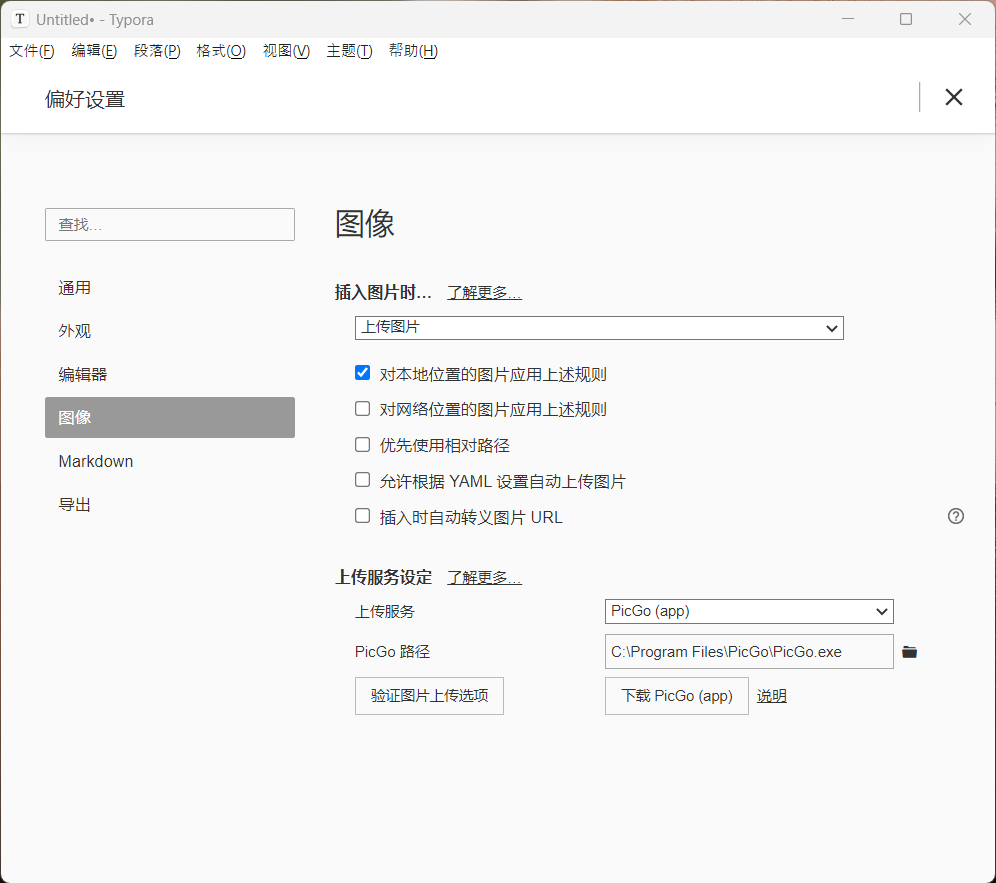 T Untitled• - Typora
文件(F) 编辑(E) 段落(P) 格式(O) 视图(V) 主题(T) 帮助(H)
偏好设置
查找…
通用
外观
编辑器
图像
Markdown
导出
图像
插入图片时… 了解更多…
上传图片
对本地位置的图片应用上述规则
对网络位置的图片应用上述规则
优先使用相对路径
允许根据 YAML 设置自动上传图片
插入时自动转义图片 URL
上传服务设定 了解更多…
上传服务 PicGo (app)
PicGo 路径 C:\Program Files\PicGo\PicGo.exe
验证图片上传选项 下载 PicGo (app) 说明